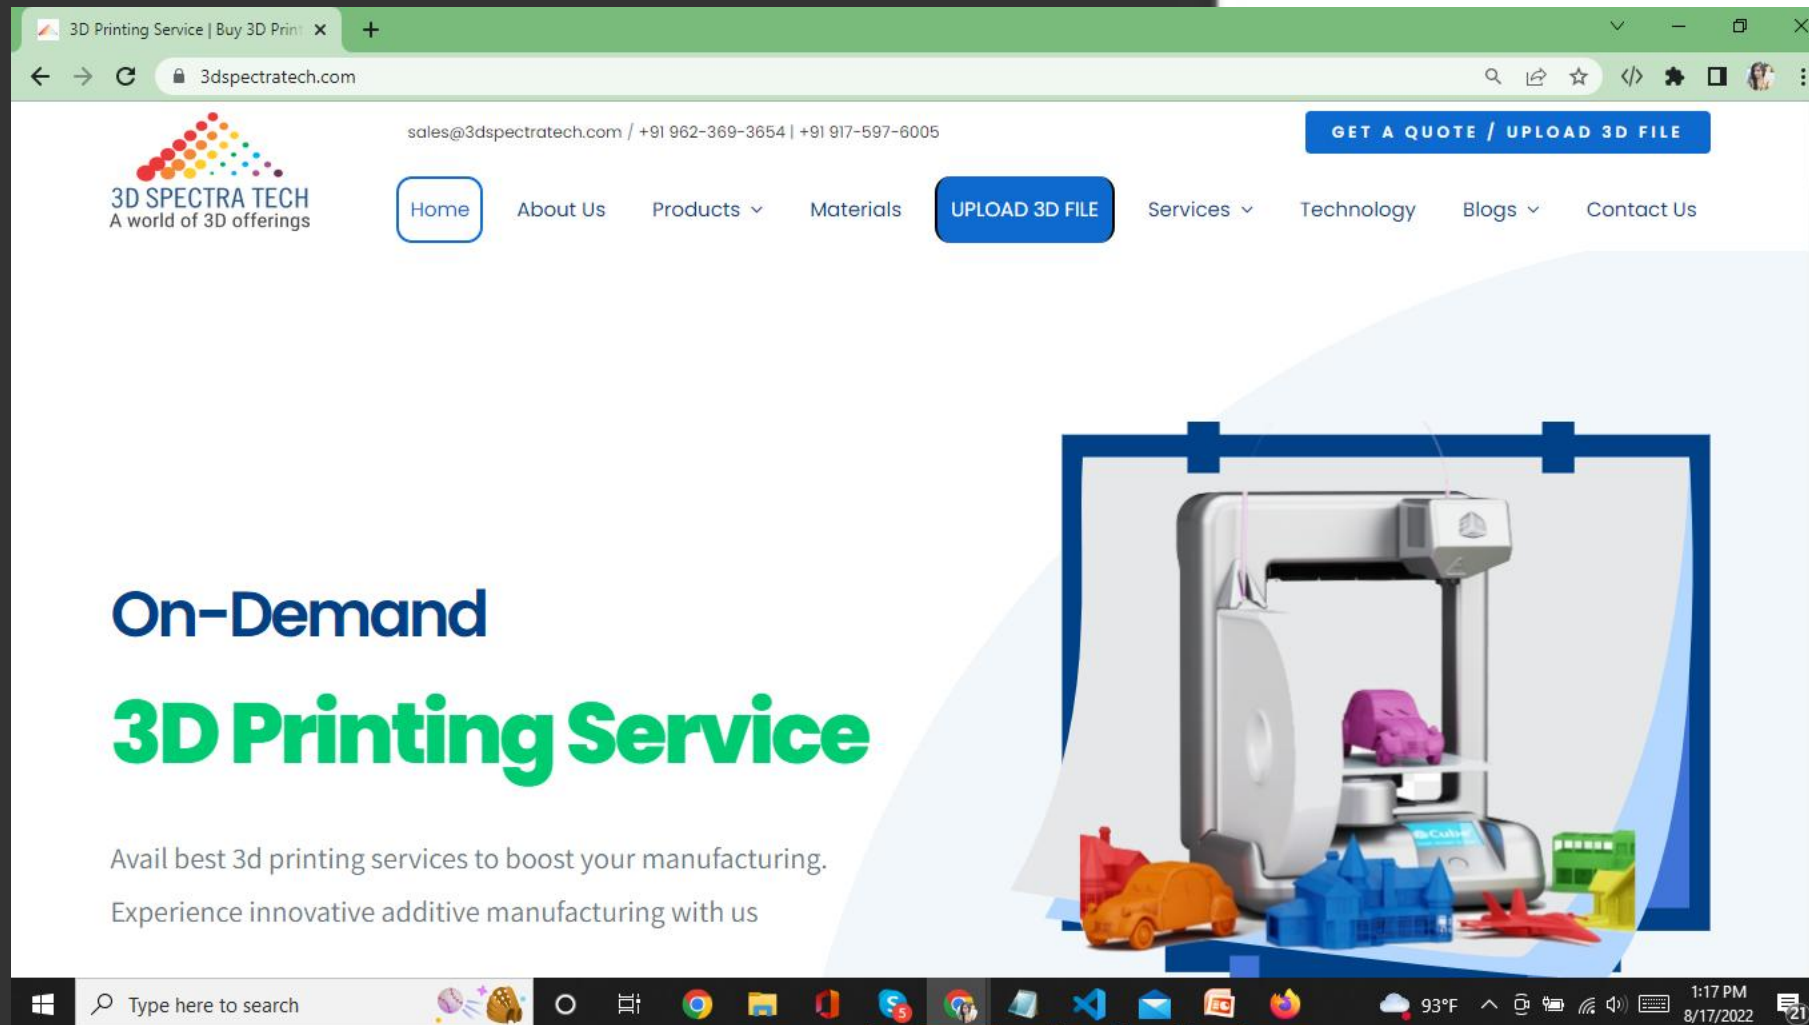 3D Printing Service | Buy 3D Print
3dspectratech.com
sales@3dspectratech.com / +91 962-369-3654 | +91 917-597-6005
GET A QUOTE / UPLOAD 3D FILE
3D SPECTRA TECH
A world of 3D offerings
Home About Us Products Materials UPLOAD 3D FILE Services Technology Blogs Contact Us
On-Demand
3D Printing Service
Avail best 3d printing services to boost your manufacturing.
Experience innovative additive manufacturing with us
Cube
Type here to search
5
93°F
1:17 PM
8/17/2022
21